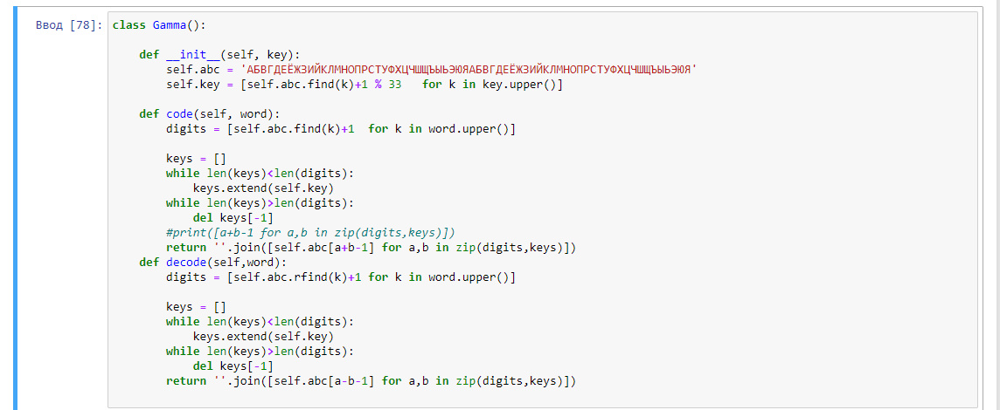 Ввод [78]:
class Gamma():
def __init__(self, key):
self.abc = 'АБВГДЕЁЖЗИЙКЛМНОПРСТУФХЦЧШЩЪЫЬЭЮЯАБВГДЕЁЖЗИЙКЛМНОПРСТУФХЦЧШЩЪЫЬЭЮЯ'
self.key = [self.abc.find(k)+1 % 33   for k in key.upper()]
def code(self, word):
digits = [self.abc.find(k)+1  for k in word.upper()]
keys = []
while len(keys)<len(digits):
keys.extend(self.key)
while len(keys)>len(digits):
del keys[-1]
#print([a+b-1 for a,b in zip(digits,keys)])
return ''.join([self.abc[a+b-1] for a,b in zip(digits,keys)])
def decode(self,word):
digits = [self.abc.rfind(k)+1 for k in word.upper()]
keys = []
while len(keys)<len(digits):
keys.extend(self.key)
while len(keys)>len(digits):
del keys[-1]
return ''.join([self.abc[a-b-1] for a,b in zip(digits,keys)])